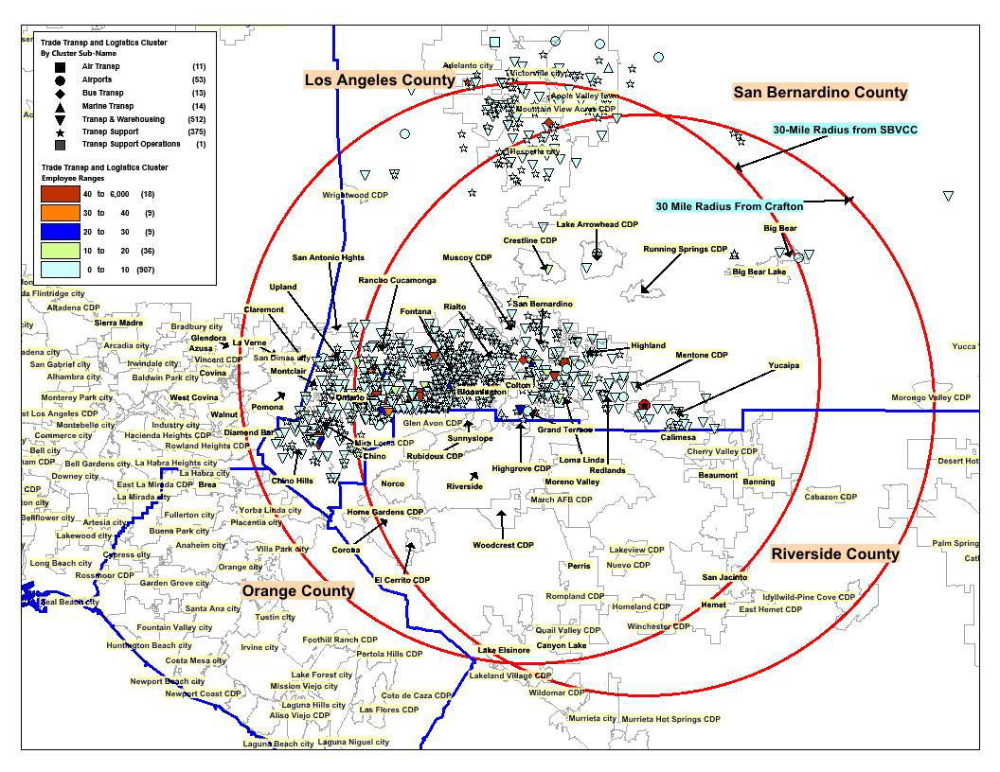 Trade Transp and Logistics Cluster
By Cluster Sub-Name
Air Transp (11)
Airports (53)
Bus Transp (13)
Marine Transp (14)
Transp & Warehousing (512)
Transp Support (375)
Transp Support Operations (1)
Trade Transp and Logistics Cluster
Employee Ranges
40 to 6,000 (18)
30 to 40 (9)
20 to 30 (9)
10 to 20 (36)
0 to 10 (907)
Los Angeles County
San Bernardino County
30-Mile Radius from SBVCC
30 Mile Radius From Crafton
Adelanto city
Victorville city
Apple Valley town
Mountain View Acres CDP
Hesperia city
Wrightwood CDP
Lake Arrowhead CDP
Crestline CDP
Running Springs CDP
Big Bear
Big Bear Lake
Muscoy CDP
San Antonio Hghts
Rancho Cucamonga
Upland
Claremont
Fontana
Rialto
San Bernardino
Highland
Mentone CDP
Yucaipa
Yucca
Flintridge city
Altadena CDP
Sierra Madre
Bradbury city
Glendora
La Verne
Azusa
Arcadia city
San Dimas city
Vincent CDP
San Gabriel city
Irwindale city
Covina
Alhambra city
Baldwin Park city
Montclair
Monterey Park city
West Covina
Pomona
Ontario
Bloomington
Colton
Morongo Valley CDP
Los Angeles CDP
Walnut
Montebello city
Industry city
Diamond Bar
Glen Avon CDP
Grand Terrace
Commerce city
Hacienda Heights CDP
Rowland Heights CDP
Mira Loma CDP
Sunnyslope
Calimesa
Bell city
Chino
Rubidoux CDP
Loma Linda
Cherry Valley CDP
Bell Gardens city
La Habra Heights city
Highgrove CDP
Redlands
Desert Hot
Downey city
La Habra
Chino Hills
Moreno Valley
Beaumont
Banning
East La Mirada CDP
Brea
Norco
Riverside
La Mirada city
March AFB CDP
Cabazon CDP
Yorba Linda city
Home Gardens CDP
Bellflower city
Fullerton city
Artesia city
Placentia city
Buena Park city
Lakewood city
Anaheim city
Villa Park city
Corona
Woodcrest CDP
Palm Spring
Cypress city
Riverside County
Lakeview CDP
Long Beach city
Orange city
Perris
Nuevo CDP
Rossmoor CDP
Garden Grove city
El Cerrito CDP
San Jacinto
Orange County
Seal Beach city
Romoland CDP
Idyllwild-Pine Cove CDP
Santa Ana city
Homeland CDP
Hemet
East Hemet CDP
Tustin city
Fountain Valley city
Quail Valley CDP
Winchester CDP
Foothill Ranch CDP
Huntington Beach city
Irvine city
Canyon Lake
Lake Elsinore
Portola Hills CDP
Costa Mesa city
Lake Forest city
Lakeland Village CDP
Newport Beach city
Mission Viejo city
Newport Coast CDP
Coto de Caza CDP
Wildomar CDP
Laguna Hills city
Las Flores CDP
Aliso Viejo CDP
Murrieta city
Murrieta Hot Springs CDP
Laguna Beach city
Laguna Niguel city